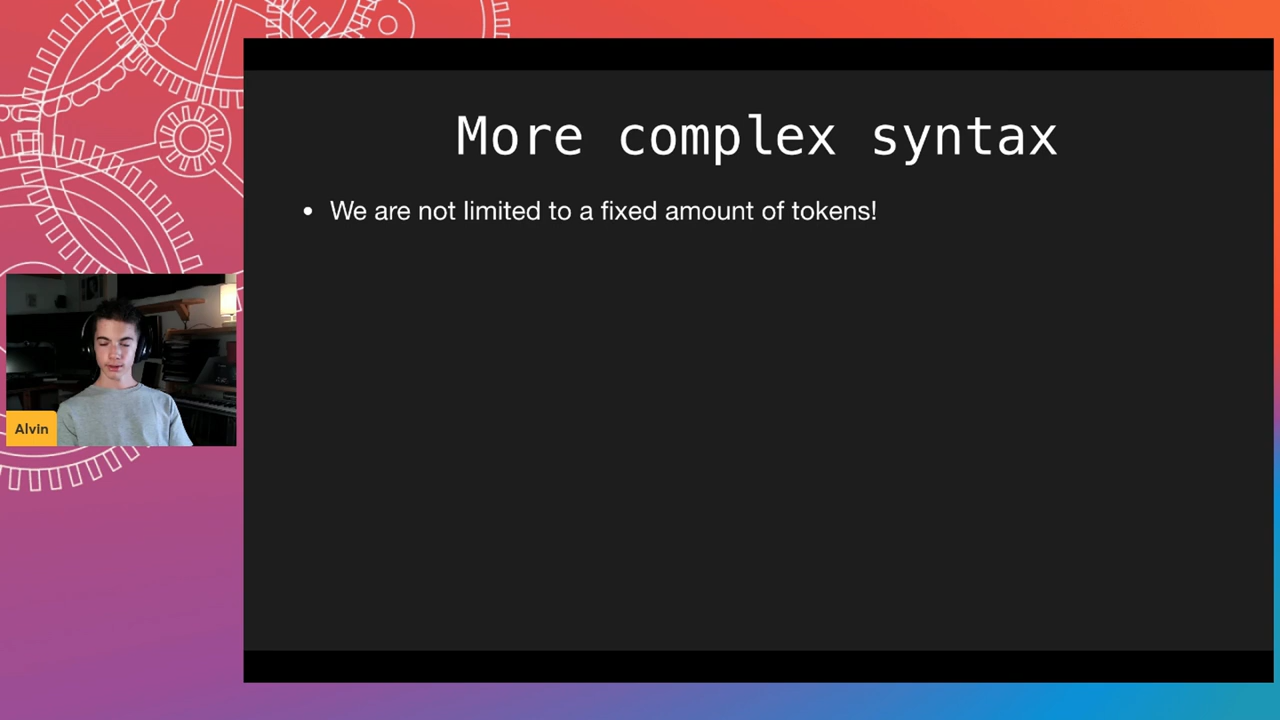 More complex syntax
• We are not limited to a fixed amount of tokens!
Alvin